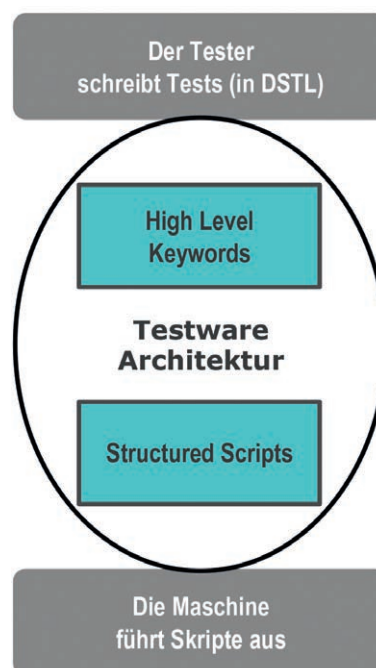 Der Tester
schreibt Tests (in DSTL)
High Level
Keywords
Testware
Architektur
Structured Scripts
Die Maschine
führt Skripte aus